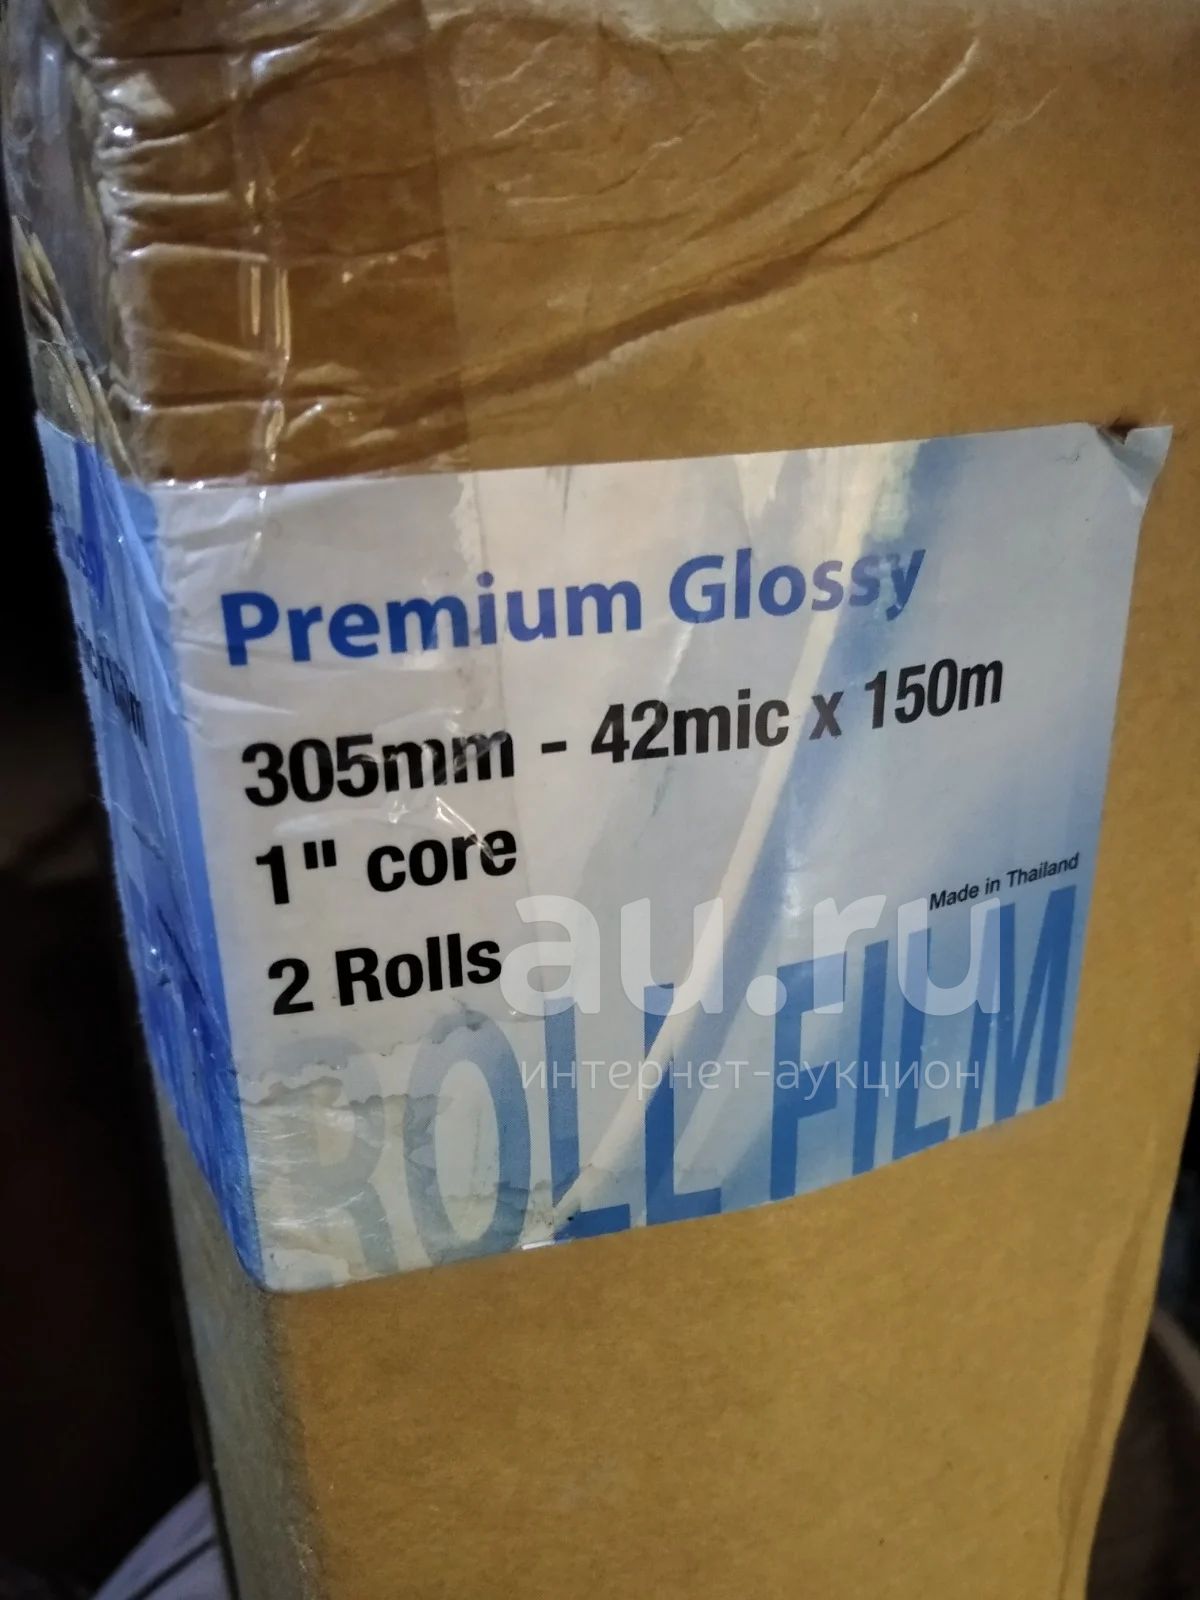 Premium Glossy
305mm - 42mic x 150m
1" core
2 Rolls
Made in Thailand
ROLL FILM
au.ru
интернет-аукцион